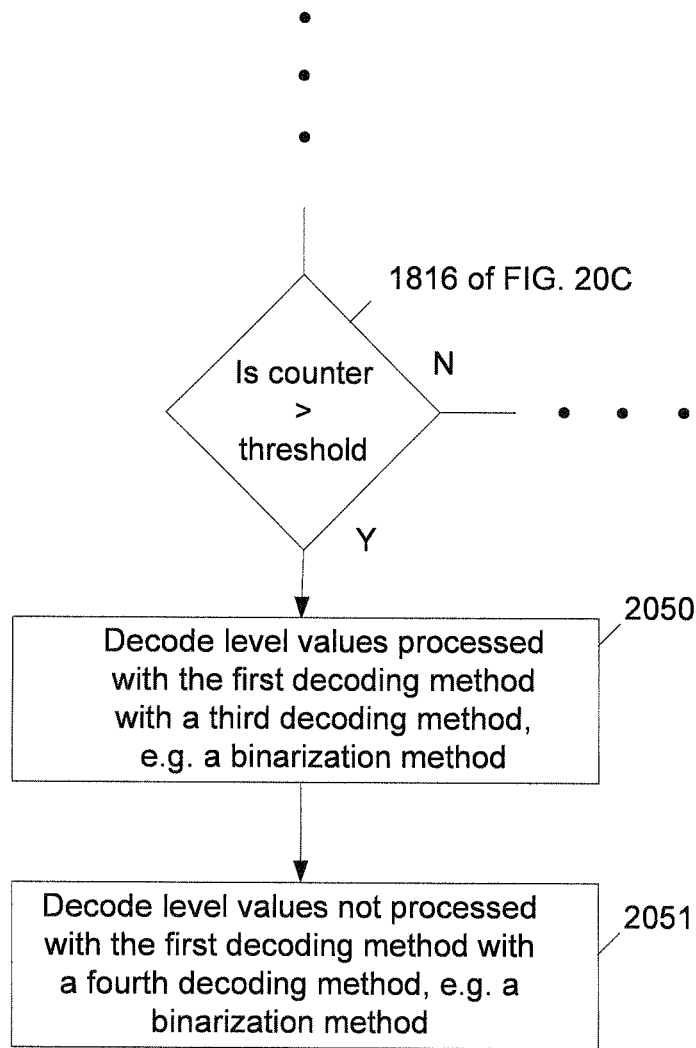 1816 of FIG. 20C
Is counter
>
threshold
N
Y
2050
Decode level values processed
with the first decoding method
with a third decoding method,
e.g. a binarization method
2051
Decode level values not processed
with the first decoding method with
a fourth decoding method, e.g. a
binarization method